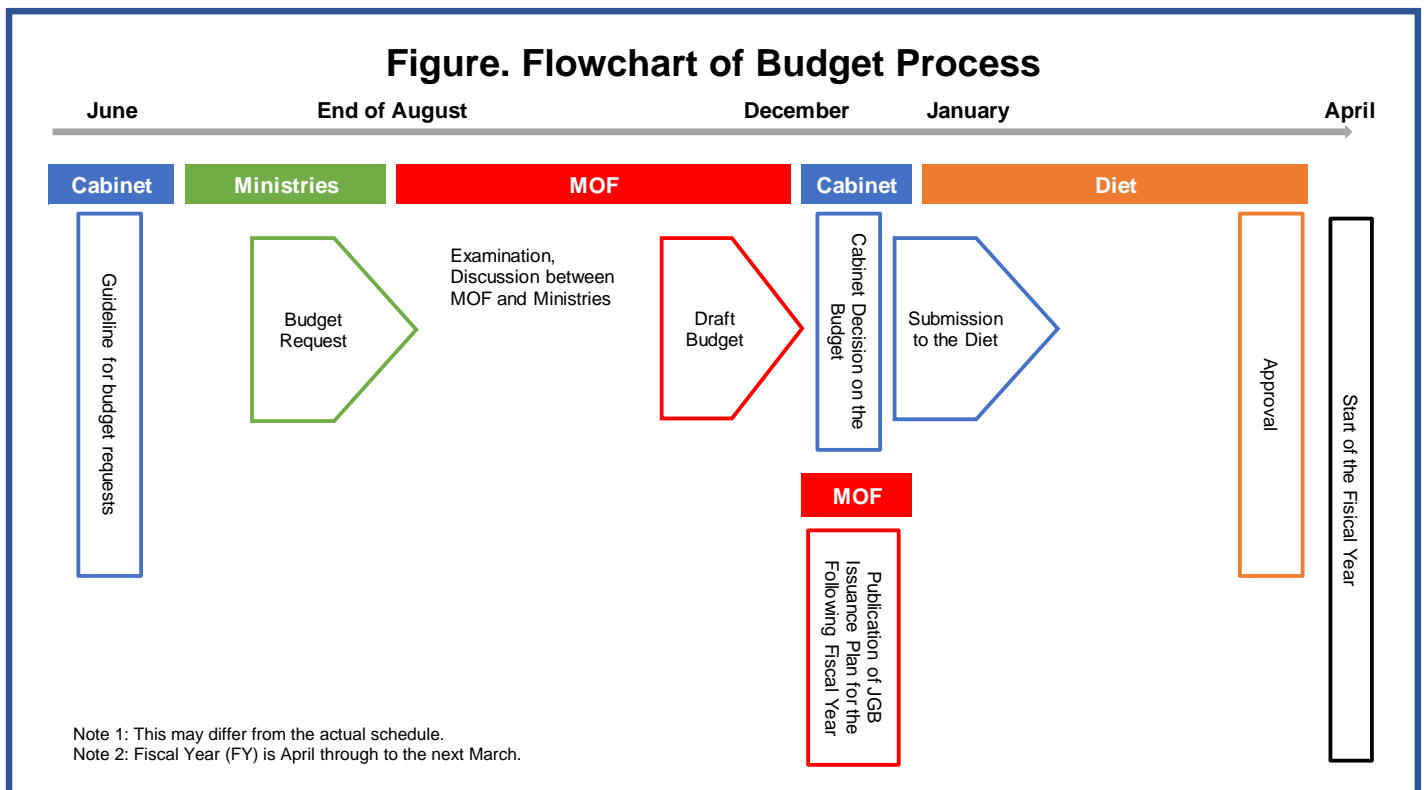 Figure. Flowchart of Budget Process
June
End of August
December
January
April
Cabinet
Ministries
MOF
Cabinet
Diet
Guideline for budget requests
Budget
Request
Examination,
Discussion between
MOF and Ministries
Draft
Budget
Cabinet Decision on the
Budget
Submission
to the Diet
Approval
Start of the Fisical Year
MOF
Publication of JGB
Issuance Plan for the
Following Fiscal Year
Note 1: This may differ from the actual schedule.
Note 2: Fiscal Year (FY) is April through to the next March.